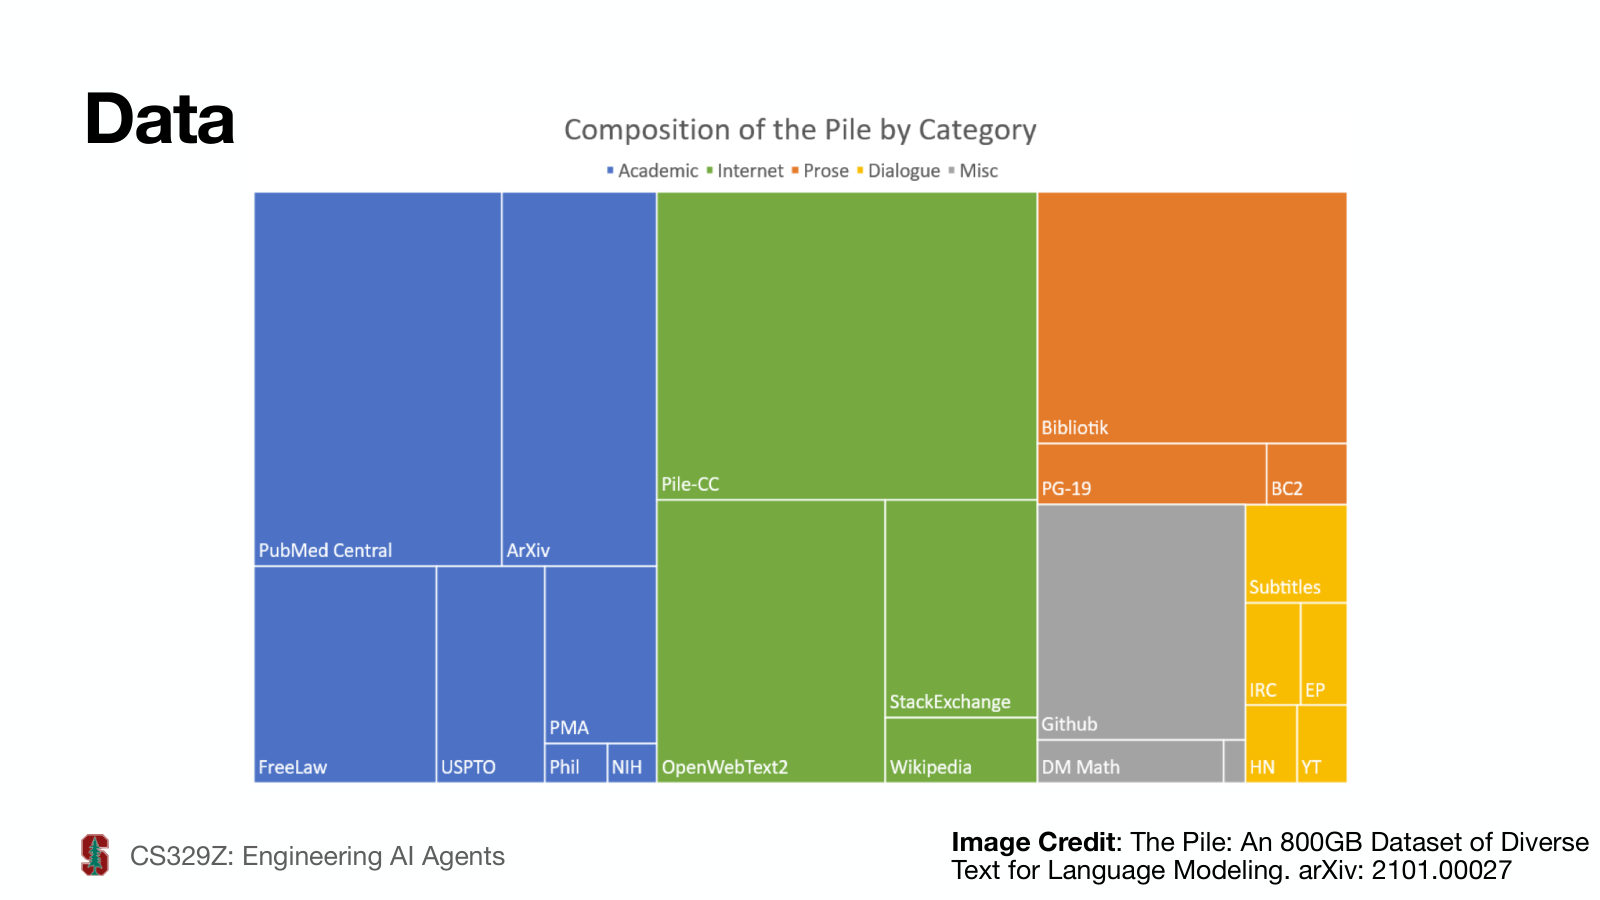 Data
Composition of the Pile by Category
Academic Internet Prose Dialogue Misc
PubMed Central
ArXiv
FreeLaw
USPTO
PMA
Phil
NIH
Pile-CC
OpenWebText2
StackExchange
Wikipedia
Bibliotik
PG-19
BC2
Github
DM Math
Subtitles
IRC
EP
HN
YT
CS329Z: Engineering AI Agents
Image Credit: The Pile: An 800GB Dataset of Diverse
Text for Language Modeling. arXiv: 2101.00027